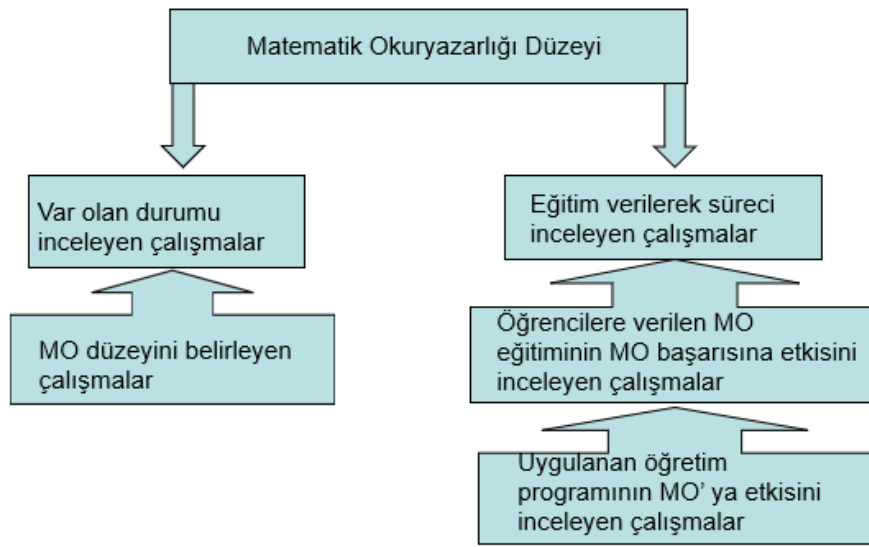 Matematik Okuryazarlığı Düzeyi
Var olan durumu
inceleyen çalışmalar
Eğitim verilerek süreci
inceleyen çalışmalar
MO düzeyini belirleyen
çalışmalar
Öğrencilere verilen MO
eğitiminin MO başarısına etkisini
inceleyen çalışmalar
Uygulanan öğretim
programının MO' ya etkisini
inceleyen çalışmalar